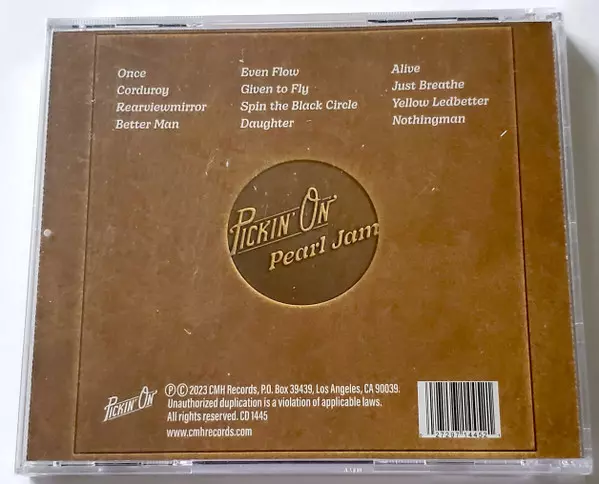 Once
Corduroy
Rearviewmirror
Better Man
Even Flow
Given to Fly
Spin the Black Circle
Daughter
Alive
Just Breathe
Yellow Ledbetter
Nothingman
PICKIN' ON
Pearl Jam
PICKIN' ON
℗ © 2023 CMH Records, P.O. Box 39439, Los Angeles, CA 90039.
Unauthorized duplication is a violation of applicable laws.
All rights reserved. CD 1445
www.cmhrecords.com